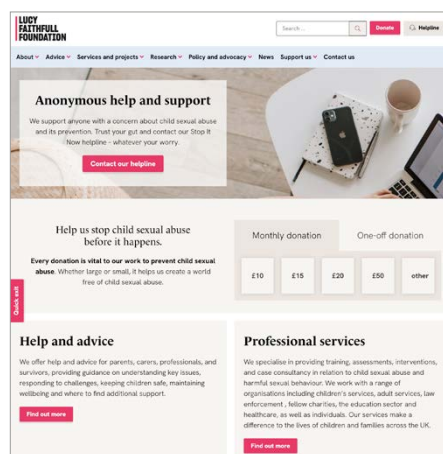 LUCY
FAITHFULL
FOUNDATION
Search ...
Donate
Helpline
About Advice Services and projects Research Policy and advocacy News Support us Contact us
Anonymous help and support
We support anyone with a concern about child sexual abuse
and its prevention. Trust your gut and contact our Stop It
Now helpline - whatever your worry.
Contact our helpline
Help us stop child sexual abuse
before it happens.
Every donation is vital to our work to prevent child sexual
abuse. Whether large or small, it helps us create a world
free of child sexual abuse.
Monthly donation
One-off donation
£10 £15 £20 £50 other
Quick exit
Help and advice
We offer help and advice for parents, carers, professionals, and
survivors, providing guidance on understanding key issues,
responding to challenges, keeping children safe, maintaining
wellbeing and where to find additional support.
Find out more
Professional services
We specialise in providing training, assessments, interventions,
and case consultancy in relation to child sexual abuse and
harmful sexual behaviour. We work with a range of
organisations including children's services, adult services, law
enforcement , fellow charities, the education sector and
healthcare, as well as individuals. Our services make a
difference to the lives of children and families across the UK.
Find out more